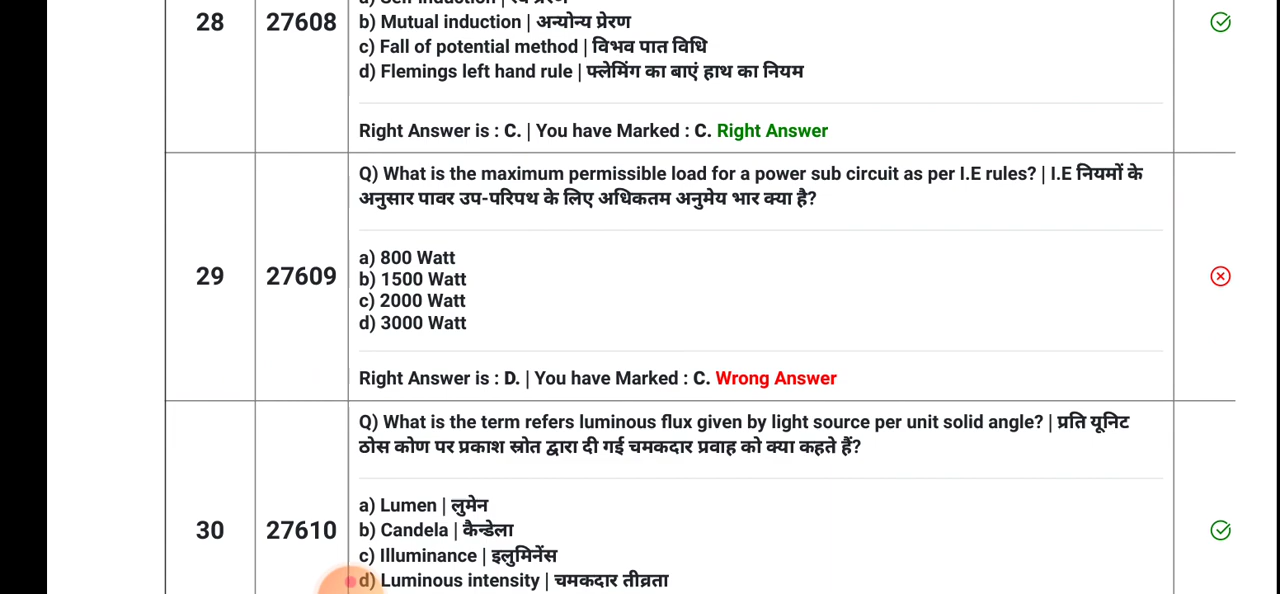 28
27608
b) Mutual induction | अन्योन्य प्रेरण
c) Fall of potential method | विभव पात विधि
d) Flemings left hand rule | फ्लेमिंग का बाएं हाथ का नियम
Right Answer is : C. | You have Marked : C. Right Answer
29
27609
Q) What is the maximum permissible load for a power sub circuit as per I.E rules? | I.E नियमों के
अनुसार पावर उप-परिपथ के लिए अधिकतम अनुमेय भार क्या है?
a) 800 Watt
b) 1500 Watt
c) 2000 Watt
d) 3000 Watt
Right Answer is : D. | You have Marked : C. Wrong Answer
30
27610
Q) What is the term refers luminous flux given by light source per unit solid angle? | प्रति यूनिट
ठोस कोण पर प्रकाश स्रोत द्वारा दी गई चमकदार प्रवाह को क्या कहते हैं?
a) Lumen | लुमेन
b) Candela | कैन्डेला
c) Illuminance | इलुमिनेंस
d) Luminous intensity | चमकदार तीव्रता